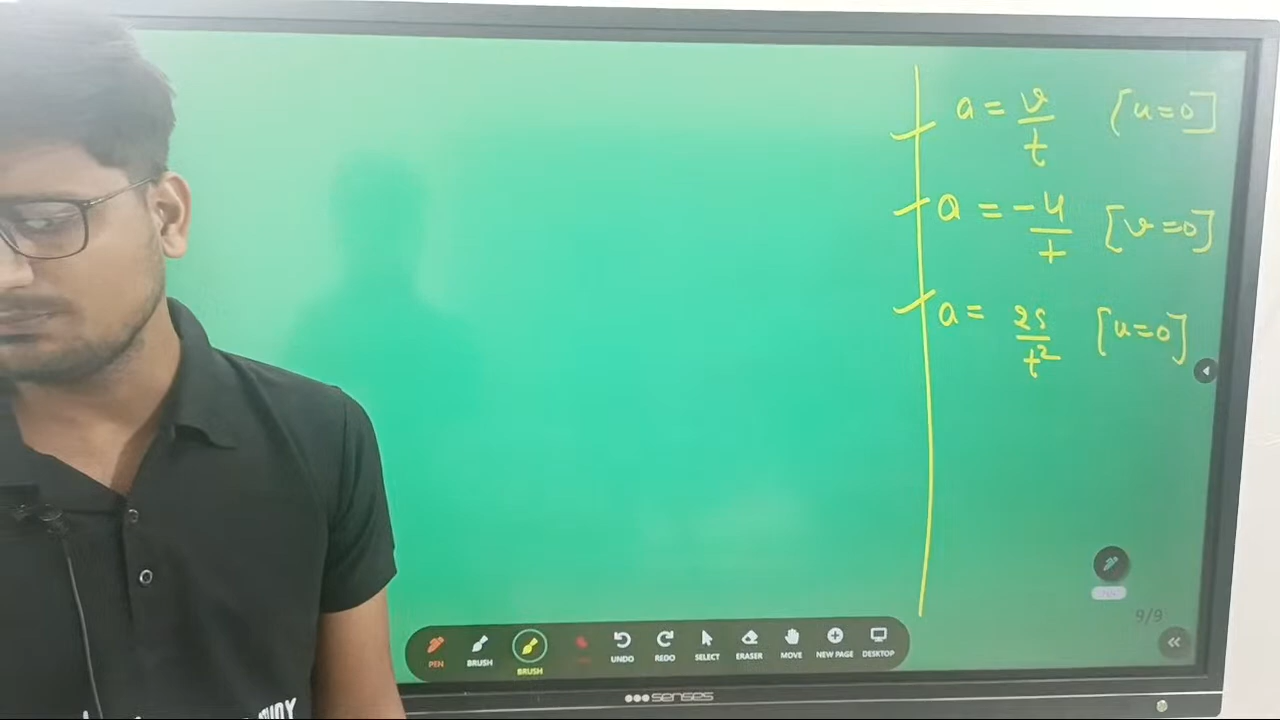 a = v/t [u=0]
a = -u/t [v=0]
a = 2s/t² [u=0]
PEN BRUSH BRUSH UNDO REDO SELECT ERASER MOVE NEW PAGE DESKTOP
9/9
senses